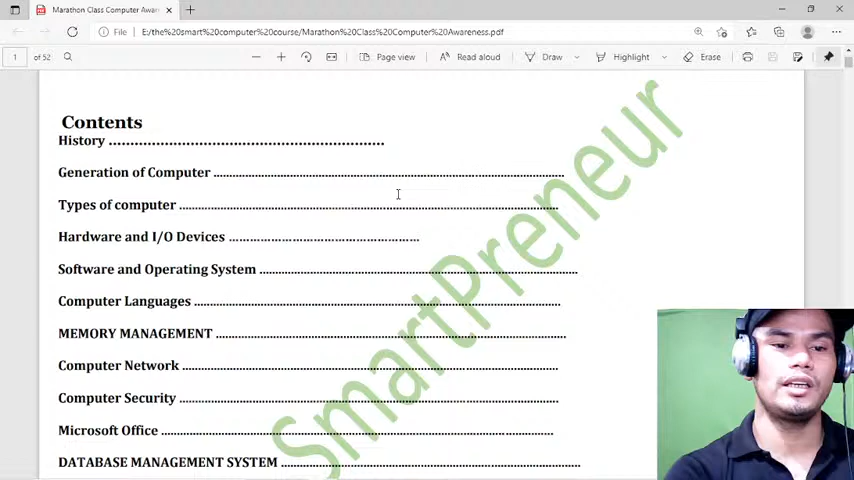 Marathon Class Computer Awar
File
E:/the%20smart%20computer%20course/Marathon%20Class%20Computer%20Awareness.pdf
1 of 52
Page view
Read aloud
Draw
Highlight
Erase
Contents
History ................................................................
Generation of Computer ................................................................
Types of computer ................................................................
Hardware and I/O Devices ................................................................
Software and Operating System ................................................................
Computer Languages ................................................................
MEMORY MANAGEMENT ................................................................
Computer Network ................................................................
Computer Security ................................................................
Microsoft Office ................................................................
DATABASE MANAGEMENT SYSTEM ................................................................
SmartPreneur